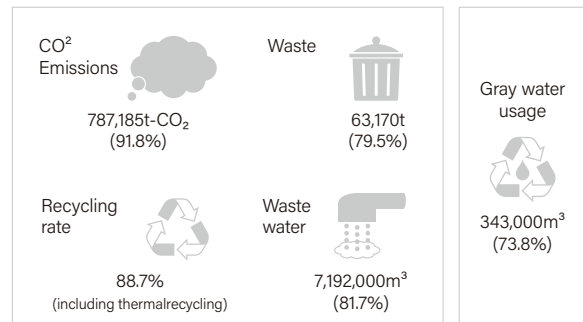 CO²
Emissions
787,185t-CO₂
(91.8%)
Waste
63,170t
(79.5%)
Recycling
rate
88.7%
(including thermalrecycling)
Waste
water
7,192,000m³
(81.7%)
Gray water
usage
343,000m³
(73.8%)